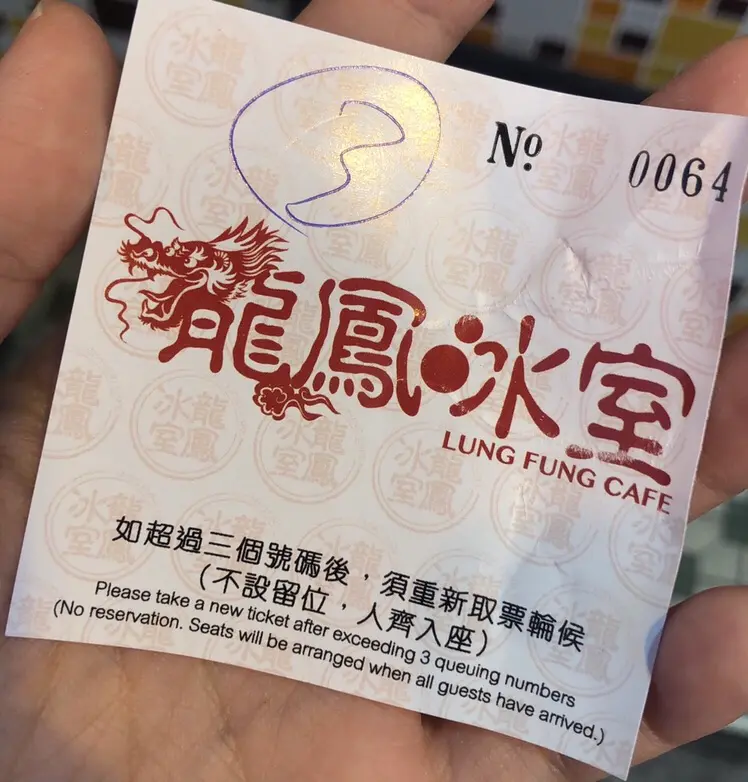 3
Nº 0064
龍鳳冰室
LUNG FUNG CAFE
如超過三個號碼後，須重新取票輪候
（不設留位，人齊入座）
Please take a new ticket after exceeding 3 queuing numbers
(No reservation. Seats will be arranged when all guests have arrived.)